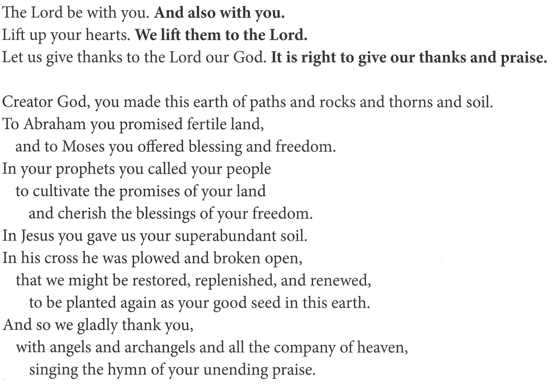 The Lord be with you. And also with you.
Lift up your hearts. We lift them to the Lord.
Let us give thanks to the Lord our God. It is right to give our thanks and praise.
Creator God, you made this earth of paths and rocks and thorns and soil.
To Abraham you promised fertile land,
and to Moses you offered blessing and freedom.
In your prophets you called your people
to cultivate the promises of your land
and cherish the blessings of your freedom.
In Jesus you gave us your superabundant soil.
In his cross he was plowed and broken open,
that we might be restored, replenished, and renewed,
to be planted again as your good seed in this earth.
And so we gladly thank you,
with angels and archangels and all the company of heaven,
singing the hymn of your unending praise.